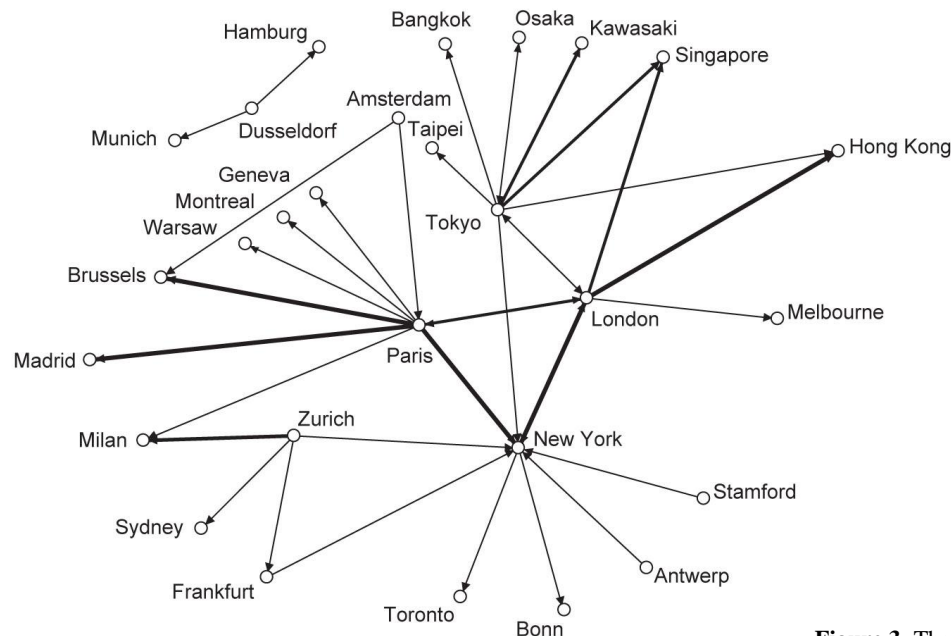 Hamburg
Bangkok
Osaka
Kawasaki
Singapore
Amsterdam
Munich
Dusseldorf
Taipei
Hong Kong
Geneva
Montreal
Tokyo
Warsaw
Brussels
London
Melbourne
Madrid
Paris
Zurich
Milan
New York
Stamford
Sydney
Frankfurt
Antwerp
Toronto
Bonn
Figure 3. Th